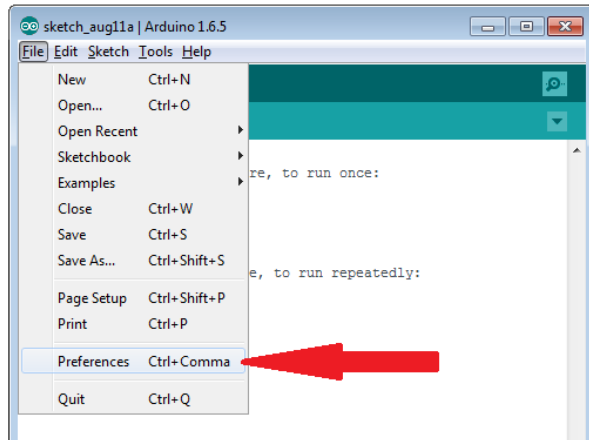 sketch_aug11a | Arduino 1.6.5
File Edit Sketch Tools Help
New Ctrl+N
Open... Ctrl+O
Open Recent
Sketchbook
Examples
re, to run once:
Close Ctrl+W
Save Ctrl+S
Save As... Ctrl+Shift+S
e, to run repeatedly:
Page Setup Ctrl+Shift+P
Print Ctrl+P
Preferences Ctrl+Comma
Quit Ctrl+Q